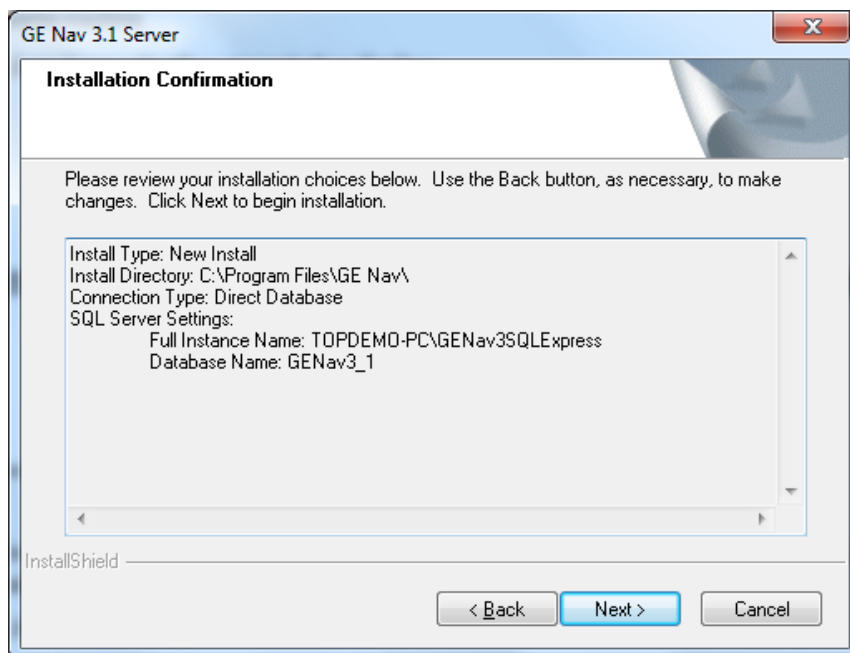 GE Nav 3.1 Server
Installation Confirmation
Please review your installation choices below. Use the Back button, as necessary, to make
changes. Click Next to begin installation.
Install Type: New Install
Install Directory: C:\Program Files\GE Nav\
Connection Type: Direct Database
SQL Server Settings:
Full Instance Name: TOPDEMO-PC\GENav3SQLExpress
Database Name: GENav3_1
InstallShield
< Back
Next >
Cancel